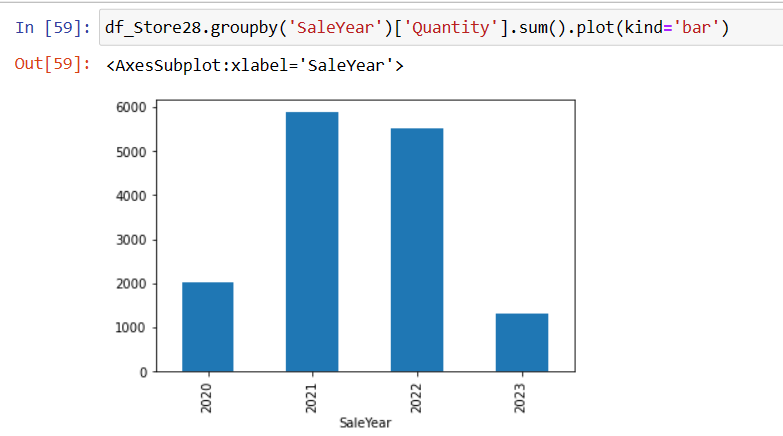 In [59]: df_Store28.groupby('SaleYear')['Quantity'].sum().plot(kind='bar')
Out[59]: <AxesSubplot:xlabel='SaleYear'>
6000
5000
4000
3000
2000
1000
0
2020 2021 2022 2023
SaleYear